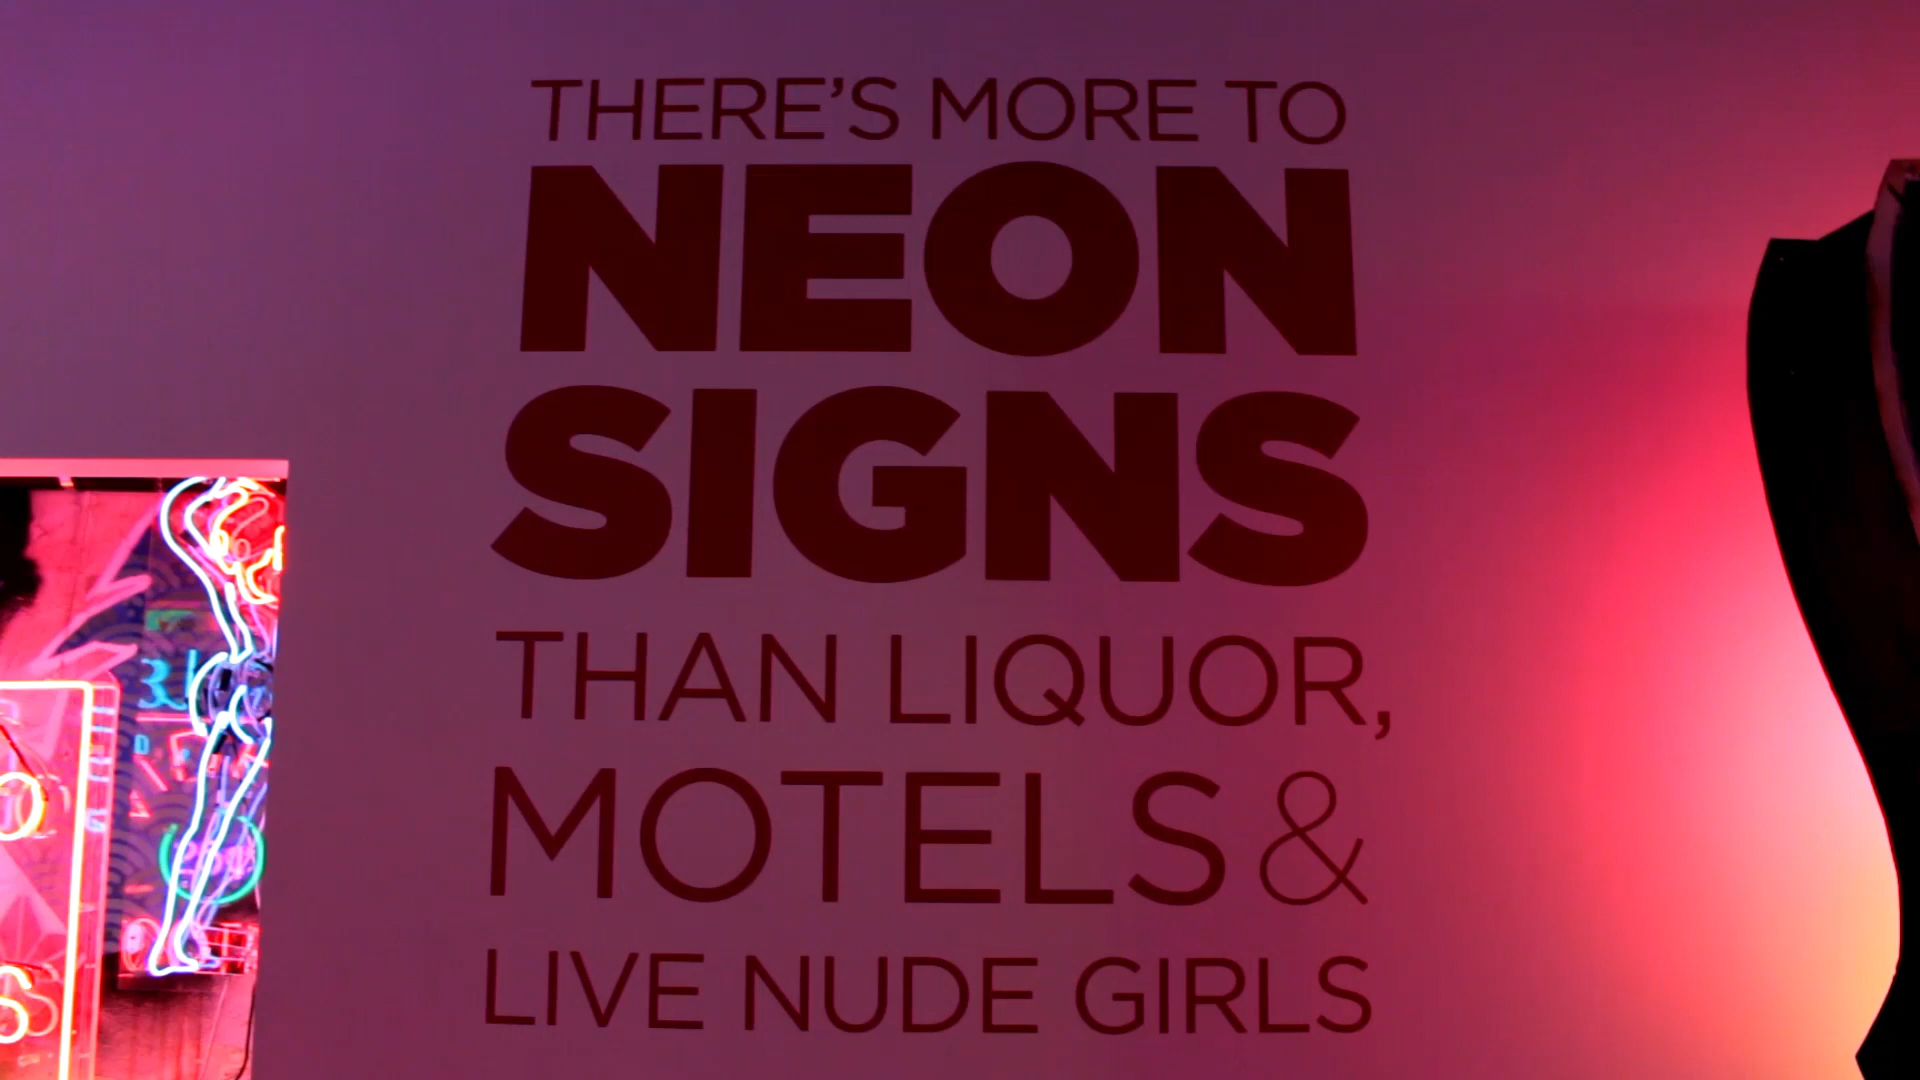 THERE’S MORE TO
NEON
SIGNS
THAN LIQUOR,
MOTELS &
LIVE NUDE GIRLS